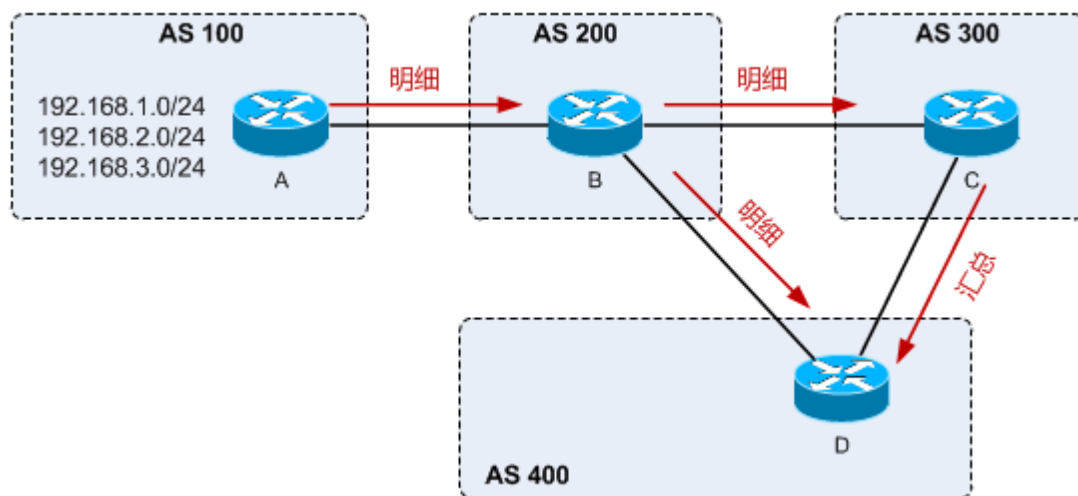 AS 100
AS 200
AS 300
明细
明细
192.168.1.0/24
192.168.2.0/24
192.168.3.0/24
A
B
C
明细
汇总
D
AS 400